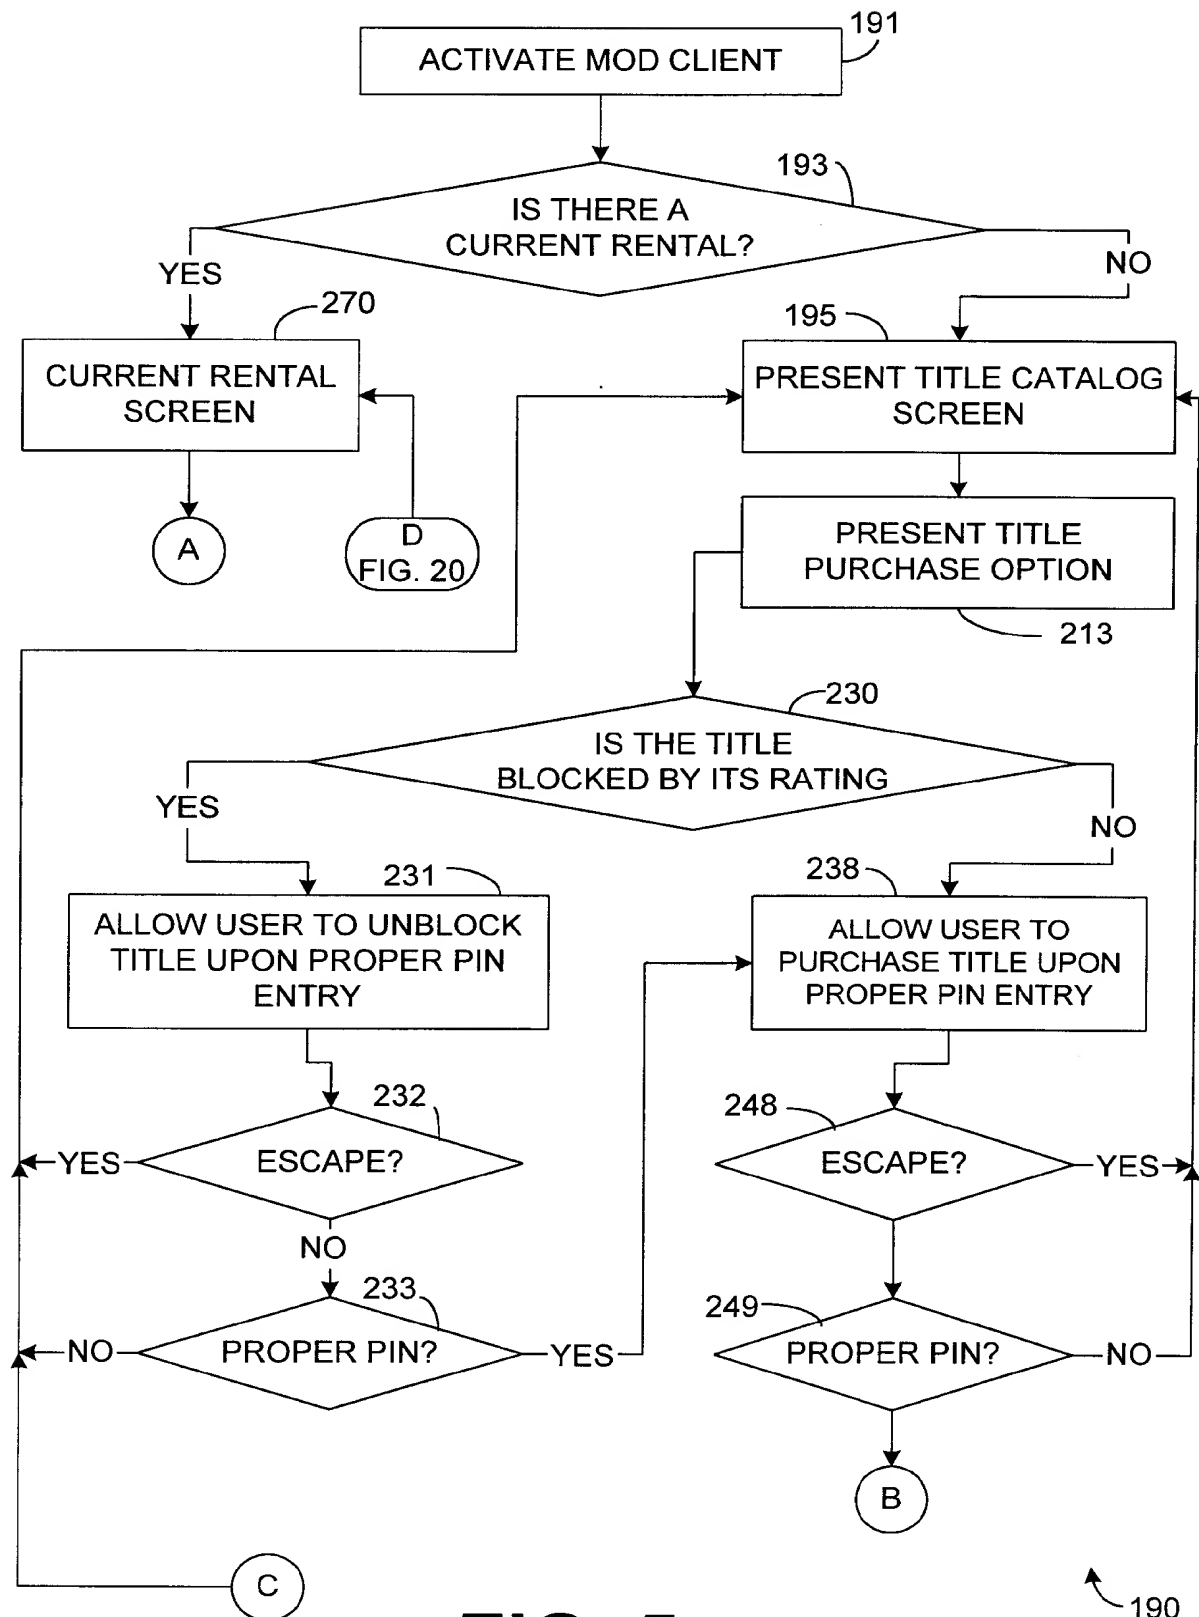 191
ACTIVATE MOD CLIENT
193
IS THERE A
CURRENT RENTAL?
YES
NO
270
195
CURRENT RENTAL
SCREEN
PRESENT TITLE CATALOG
SCREEN
A
D
FIG. 20
PRESENT TITLE
PURCHASE OPTION
213
230
IS THE TITLE
BLOCKED BY ITS RATING
YES
NO
231
238
ALLOW USER TO UNBLOCK
TITLE UPON PROPER PIN
ENTRY
ALLOW USER TO
PURCHASE TITLE UPON
PROPER PIN ENTRY
232
248
YES
ESCAPE?
ESCAPE?
YES
NO
233
249
NO
PROPER PIN?
YES
PROPER PIN?
NO
B
C
190